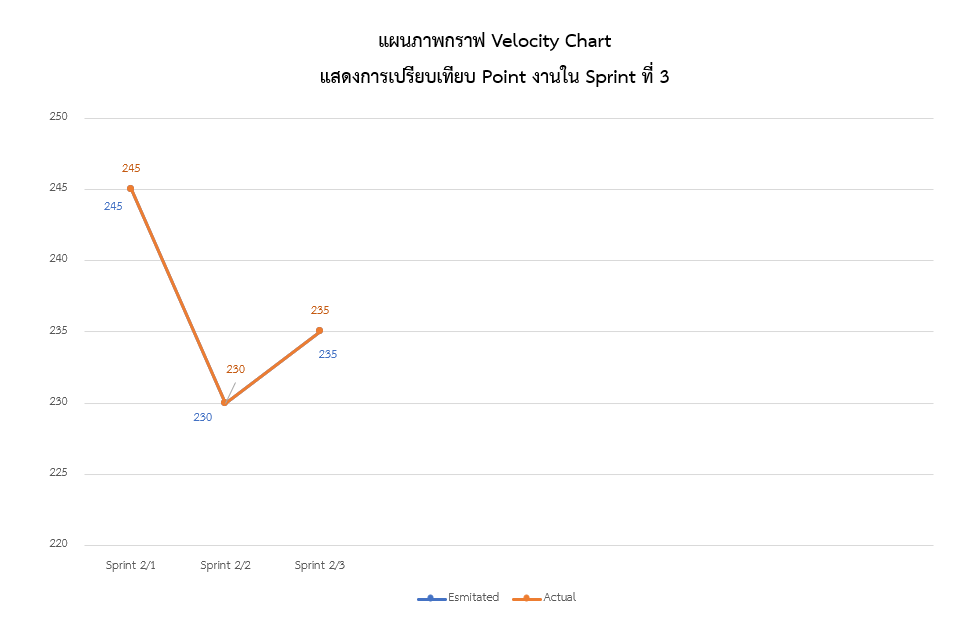 แผนภาพกราฟ Velocity Chart
แสดงการเปรียบเทียบ Point งานใน Sprint ที่ 3
250
245
240
235
230
225
220
245
245
230
230
235
235
Sprint 2/1
Sprint 2/2
Sprint 2/3
Esmitated
Actual